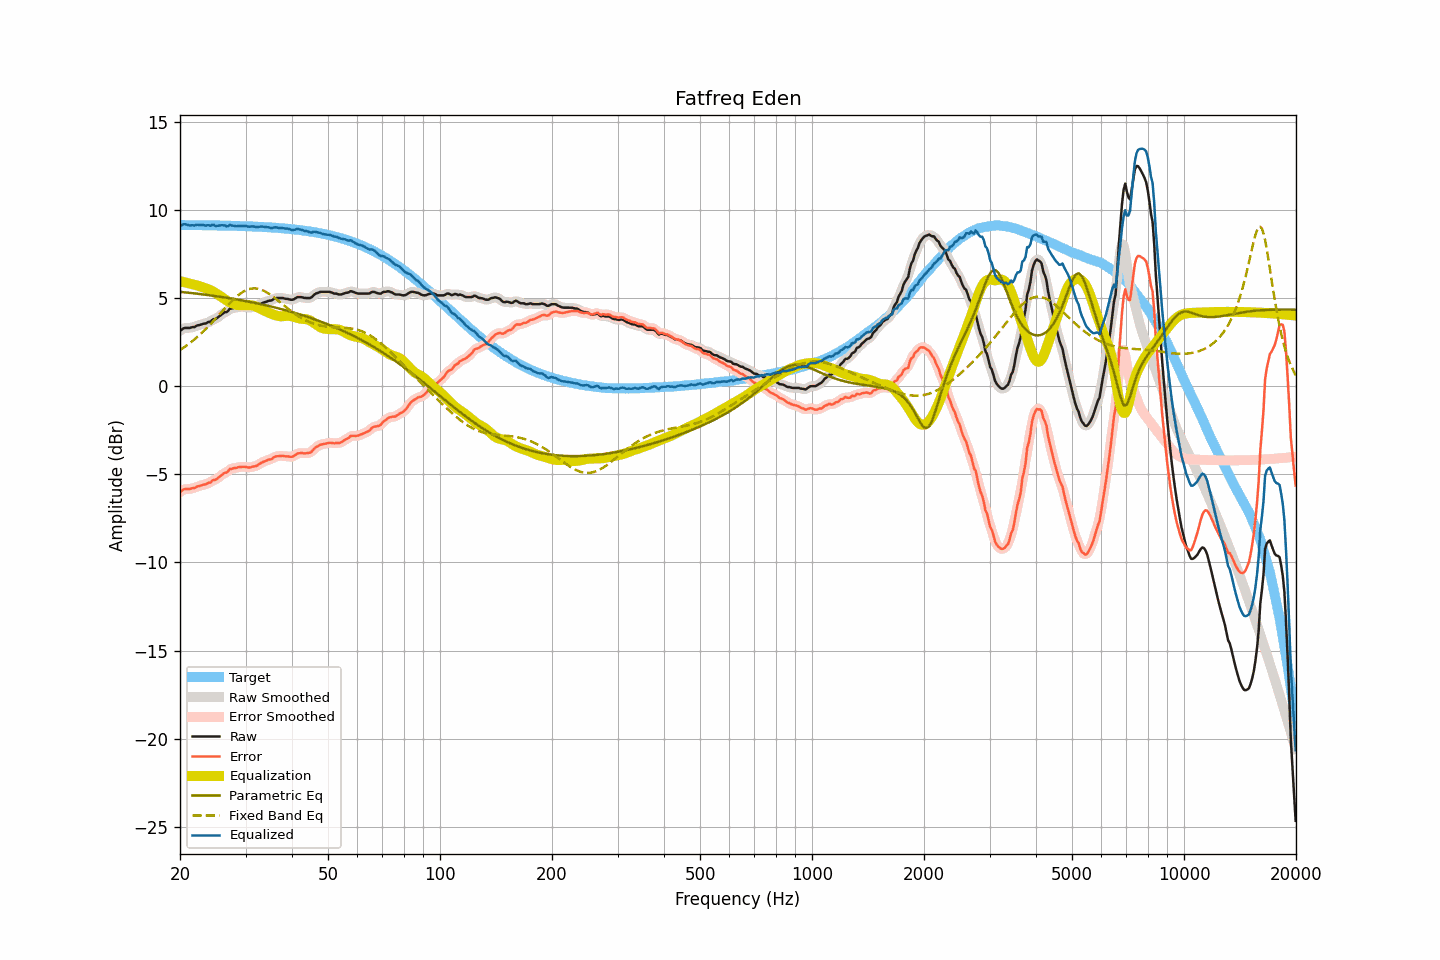 Fatfreq Eden
15
10
5
0
−5
−10
−15
−20
−25
Amplitude (dBr)
Target
Raw Smoothed
Error Smoothed
Raw
Error
Equalization
Parametric Eq
Fixed Band Eq
Equalized
20 50 100 200 500 1000 2000 5000 10000 20000
Frequency (Hz)